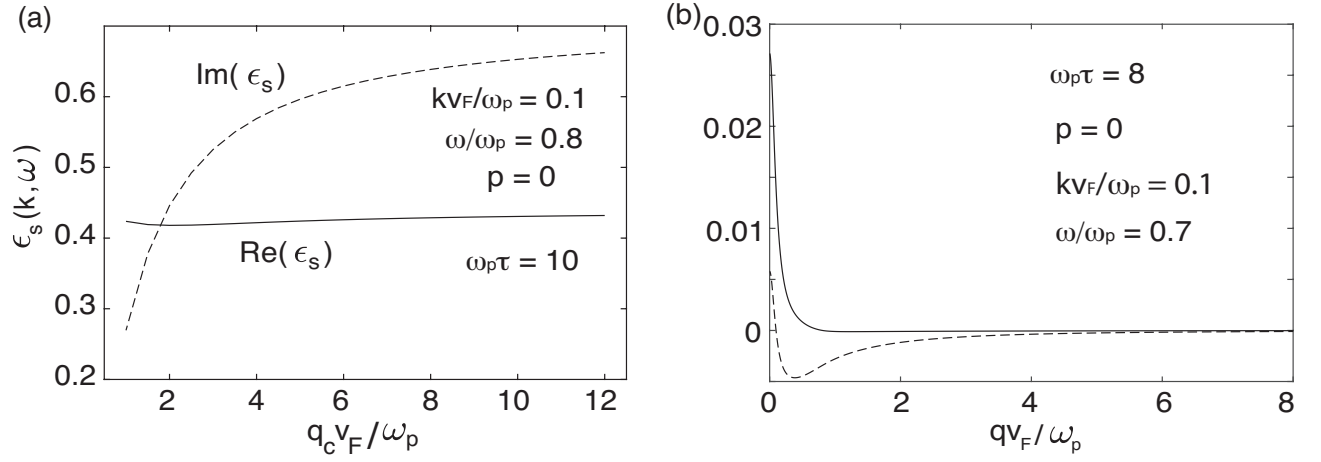 (a)
ϵs(k,ω)
0.6
0.5
0.4
0.3
0.2
Im(ϵs)
kvF/ωp = 0.1
ω/ωp = 0.8
p = 0
Re(ϵs)
ωpτ = 10
2 4 6 8 10 12
qcvF/ωp
(b)
0.03
0.02
0.01
0
ωpτ = 8
p = 0
kvF/ωp = 0.1
ω/ωp = 0.7
0 2 4 6 8
qvF/ωp